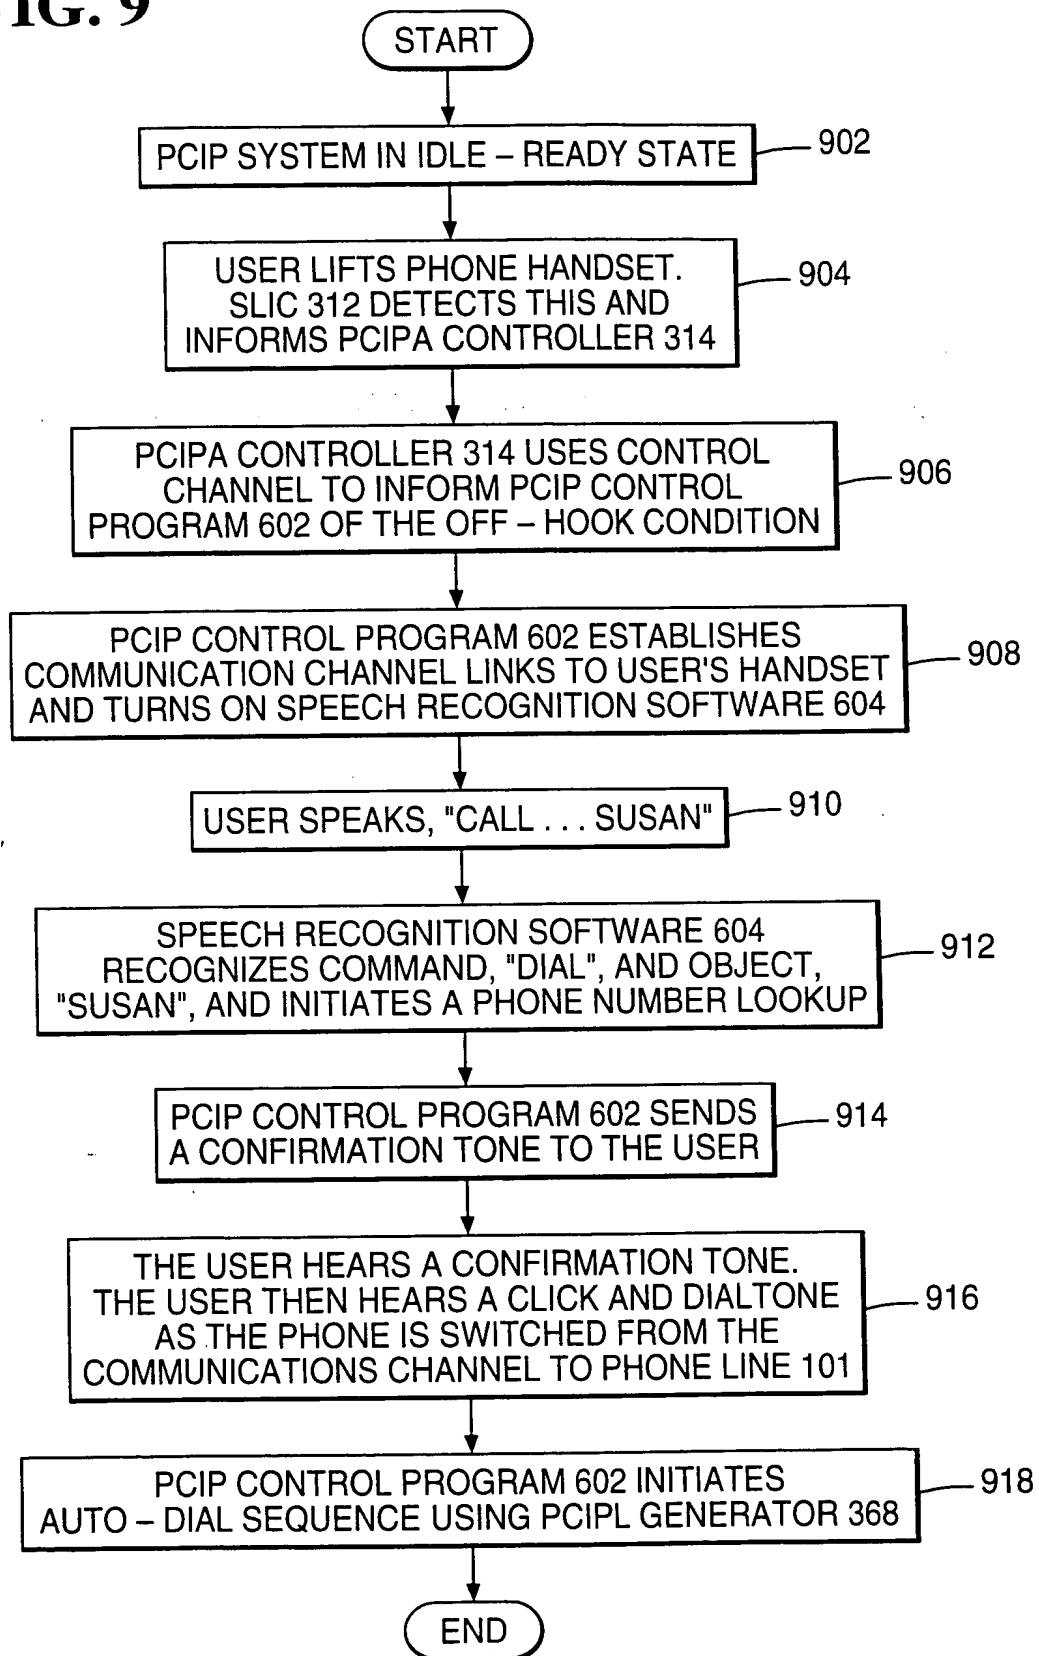 FIG. 9
START
PCIP SYSTEM IN IDLE – READY STATE
902
USER LIFTS PHONE HANDSET.
SLIC 312 DETECTS THIS AND
INFORMS PCIPA CONTROLLER 314
904
PCIPA CONTROLLER 314 USES CONTROL
CHANNEL TO INFORM PCIP CONTROL
PROGRAM 602 OF THE OFF – HOOK CONDITION
906
PCIP CONTROL PROGRAM 602 ESTABLISHES
COMMUNICATION CHANNEL LINKS TO USER'S HANDSET
AND TURNS ON SPEECH RECOGNITION SOFTWARE 604
908
USER SPEAKS, "CALL . . . SUSAN"
910
SPEECH RECOGNITION SOFTWARE 604
RECOGNIZES COMMAND, "DIAL", AND OBJECT,
"SUSAN", AND INITIATES A PHONE NUMBER LOOKUP
912
PCIP CONTROL PROGRAM 602 SENDS
A CONFIRMATION TONE TO THE USER
914
THE USER HEARS A CONFIRMATION TONE.
THE USER THEN HEARS A CLICK AND DIALTONE
AS THE PHONE IS SWITCHED FROM THE
COMMUNICATIONS CHANNEL TO PHONE LINE 101
916
PCIP CONTROL PROGRAM 602 INITIATES
AUTO – DIAL SEQUENCE USING PCIPL GENERATOR 368
918
END